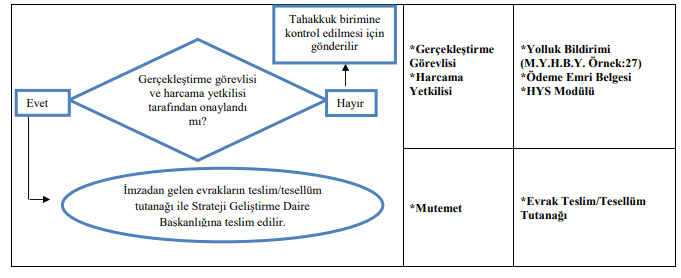 Tahakkuk birimine
kontrol edilmesi için
gönderilir
Gerçekleştirme görevlisi
ve harcama yetkilisi
tarafından onaylandı
mı?
Evet
Hayır
*Gerçekleştirme
Görevlisi
*Harcama
Yetkilisi
*Yolluk Bildirimi
(M.Y.H.B.Y. Örnek:27)
*Ödeme Emri Belgesi
*HYS Modülü
İmzadan gelen evrakların teslim/tesellüm
tutanağı ile Strateji Geliştirme Daire
Başkanlığına teslim edilir.
*Mutemet
*Evrak Teslim/Tesellüm
Tutanağı